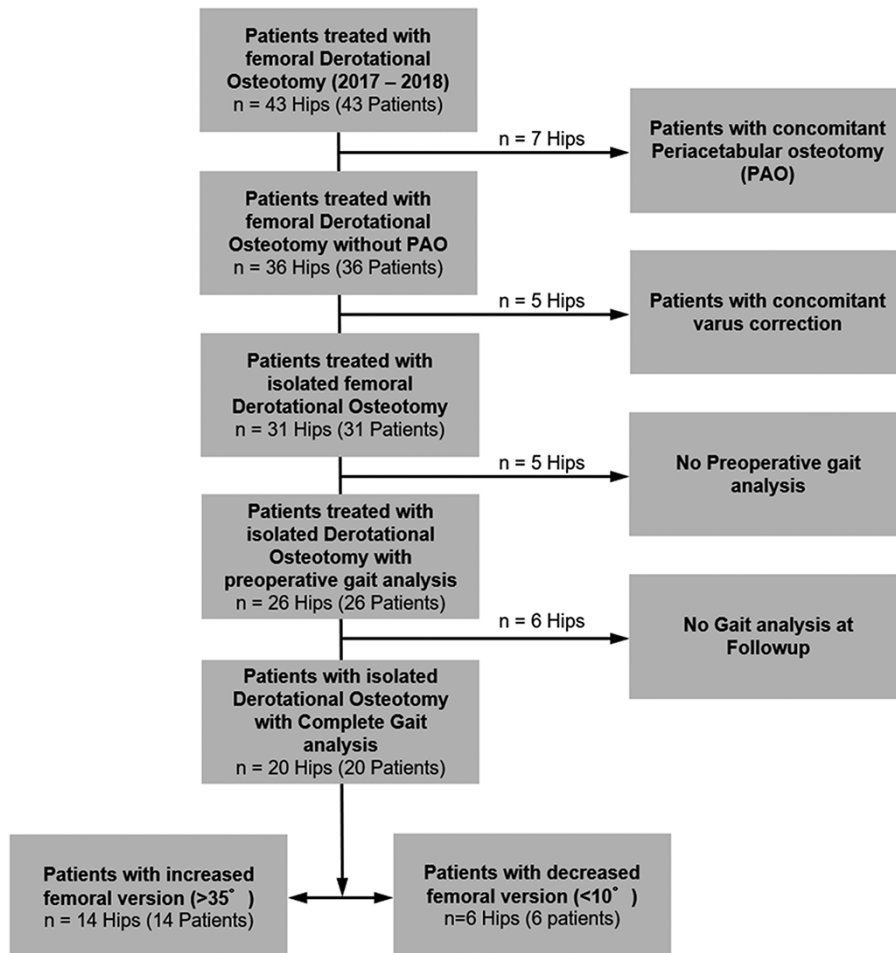 Patients treated with
femoral Derotational
Osteotomy (2017 – 2018)
n = 43 Hips (43 Patients)
n = 7 Hips
Patients with concomitant
Periacetabular osteotomy
(PAO)
Patients treated with
femoral Derotational
Osteotomy without PAO
n = 36 Hips (36 Patients)
n = 5 Hips
Patients with concomitant
varus correction
Patients treated with
isolated femoral
Derotational Osteotomy
n = 31 Hips (31 Patients)
n = 5 Hips
No Preoperative gait
analysis
Patients treated with
isolated Derotational
Osteotomy with
preoperative gait analysis
n = 26 Hips (26 Patients)
n = 6 Hips
No Gait analysis at
Followup
Patients with isolated
Derotational Osteotomy
with Complete Gait
analysis
n = 20 Hips (20 Patients)
Patients with increased
femoral version (>35° )
n = 14 Hips (14 Patients)
Patients with decreased
femoral version (<10° )
n=6 Hips (6 patients)